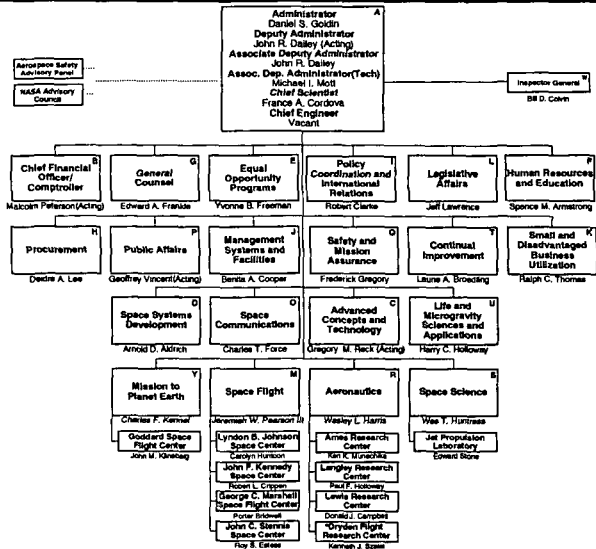 A
Administrator
Daniel S. Goldin
Deputy Administrator
John R. Dailey (Acting)
Associate Deputy Administrator
John R. Dailey
Assoc. Dep. Administrator(Tech)
Michael I. Mott
Chief Scientist
France A. Cordova
Chief Engineer
Vacant
Aerospace Safety
Advisory Panel
NASA Advisory
Council
W
Inspector General
Bill D. Colvin
B
Chief Financial
Officer/
Comptroller
Malcolm Peterson(Acting)
G
General
Counsel
Edward A. Frankle
E
Equal
Opportunity
Programs
Yvonne B. Freeman
I
Policy
Coordination and
International
Relations
Robert Clarke
L
Legislative
Affairs
Jeff Lawrence
F
Human Resources
and Education
Spence M. Armstrong
H
Procurement
Deidre A. Lee
P
Public Affairs
Geoffrey Vincent(Acting)
J
Management
Systems and
Facilities
Benita A. Cooper
Q
Safety and
Mission
Assurance
Frederick Gregory
T
Continual
Improvement
Laurie A. Broedling
K
Small and
Disadvantaged
Business
Utilization
Ralph C. Thomas
D
Space Systems
Development
Arnold D. Aldrich
O
Space
Communications
Charles T. Force
C
Advanced
Concepts and
Technology
Gregory M. Reck (Acting)
U
Life and
Microgravity
Sciences and
Applications
Harry C. Holloway
Y
Mission to
Planet Earth
Charles F. Kennel
Goddard Space
Flight Center
John M. Klineberg
M
Space Flight
Jeremiah W. Pearson III
Lyndon B. Johnson
Space Center
Carolyn Huntoon
John F. Kennedy
Space Center
Robert L. Crippen
George C. Marshall
Space Flight Center
Porter Bridwell
John C. Stennis
Space Center
Roy S. Estess
R
Aeronautics
Wesley L. Harris
Ames Research
Center
Ken K. Munechika
Langley Research
Center
Paul F. Holloway
Lewis Research
Center
Donald J. Campbell
*Dryden Flight
Research Center
Kenneth J. Szalai
S
Space Science
Wes T. Huntress
Jet Propulsion
Laboratory
Edward Stone